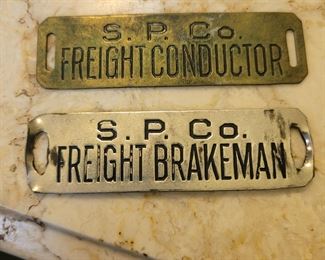 S. P. Co.
FREIGHT CONDUCTOR
S. P. Co.
FREIGHT BRAKEMAN